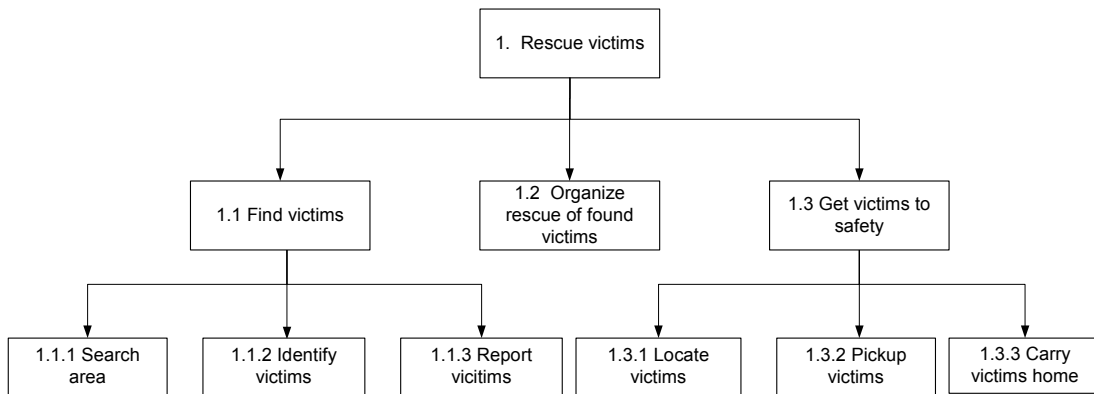 1. Rescue victims
1.1 Find victims
1.2 Organize
rescue of found
victims
1.3 Get victims to
safety
1.1.1 Search
area
1.1.2 Identify
victims
1.1.3 Report
vicitims
1.3.1 Locate
victims
1.3.2 Pickup
victims
1.3.3 Carry
victims home